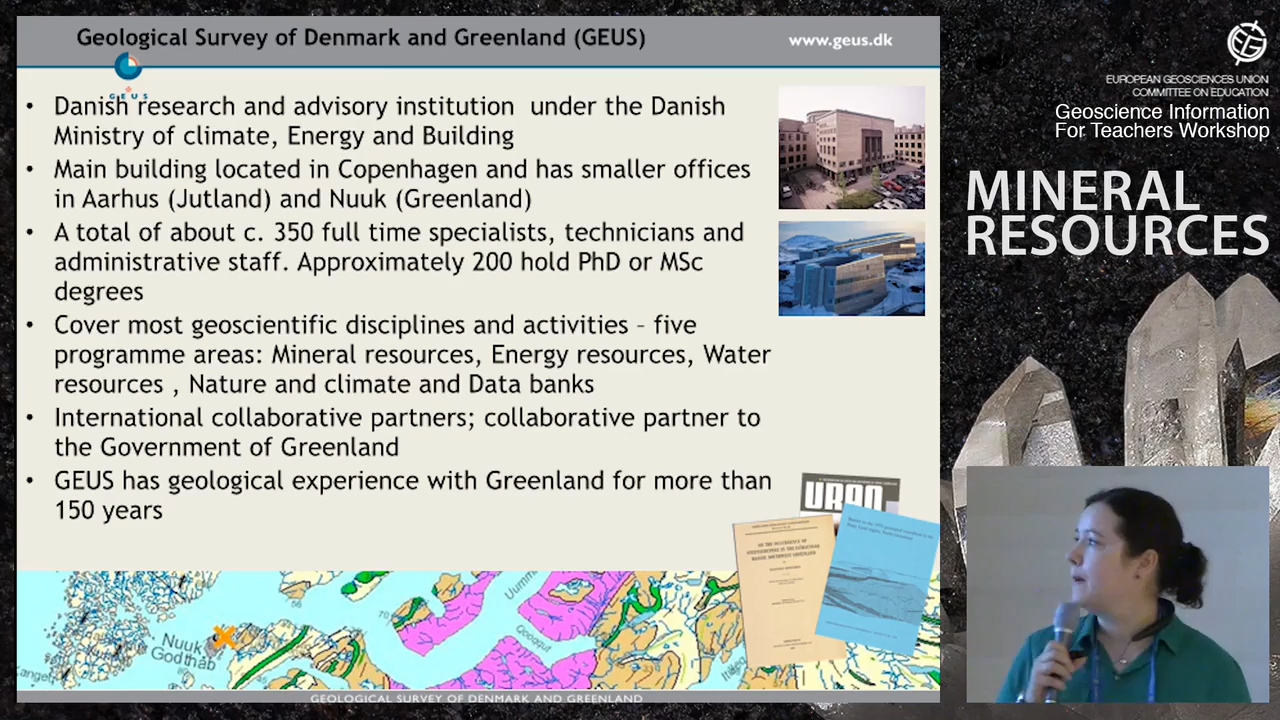 Geological Survey of Denmark and Greenland (GEUS)
www.geus.dk
G E U S
• Danish research and advisory institution under the Danish
Ministry of climate, Energy and Building
• Main building located in Copenhagen and has smaller offices
in Aarhus (Jutland) and Nuuk (Greenland)
• A total of about c. 350 full time specialists, technicians and
administrative staff. Approximately 200 hold PhD or MSc
degrees
• Cover most geoscientific disciplines and activities – five
programme areas: Mineral resources, Energy resources, Water
resources , Nature and climate and Data banks
• International collaborative partners; collaborative partner to
the Government of Greenland
• GEUS has geological experience with Greenland for more than
150 years
Nuuk
Godthåb
70
56
GEOLOGICAL SURVEY OF DENMARK AND GREENLAND
EUROPEAN GEOSCIENCES UNION
COMMITTEE ON EDUCATION
Geoscience Information
For Teachers Workshop
MINERAL
RESOURCES